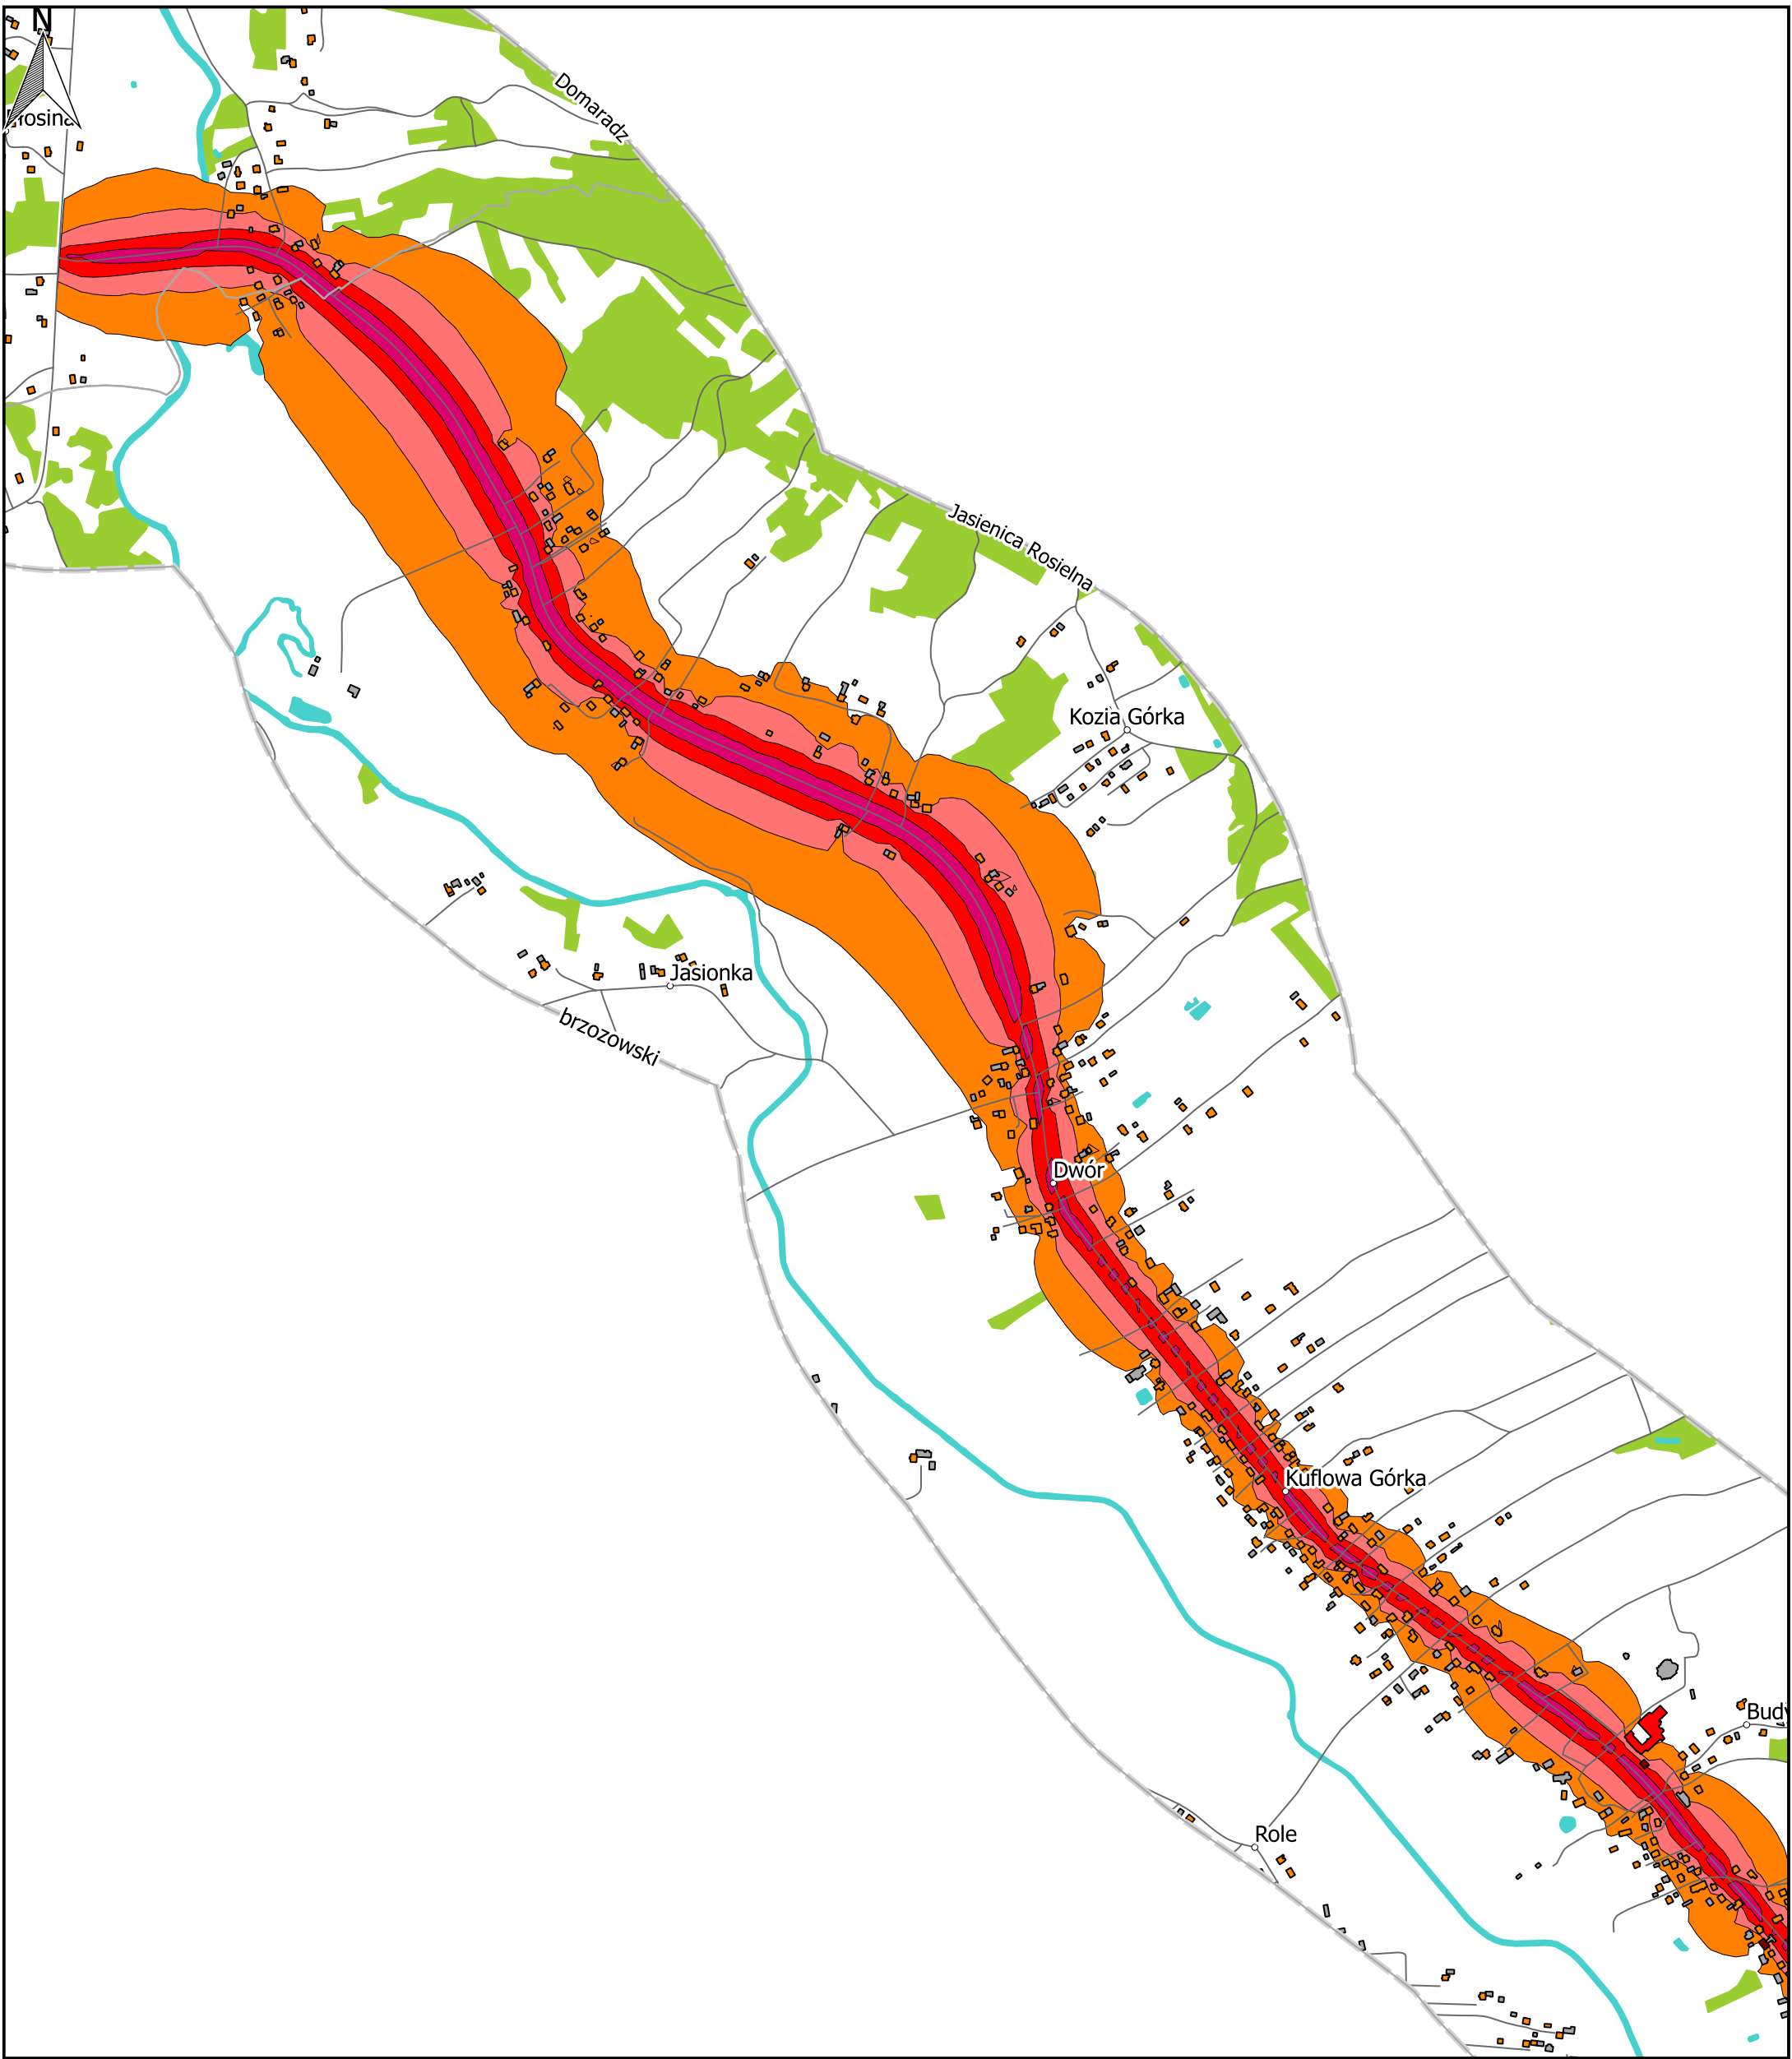 N
Domaradz
Jasienica Rosielna
Kozia Górka
Jasionka
brzozowski
Dwór
Kuflowa Górka
Role